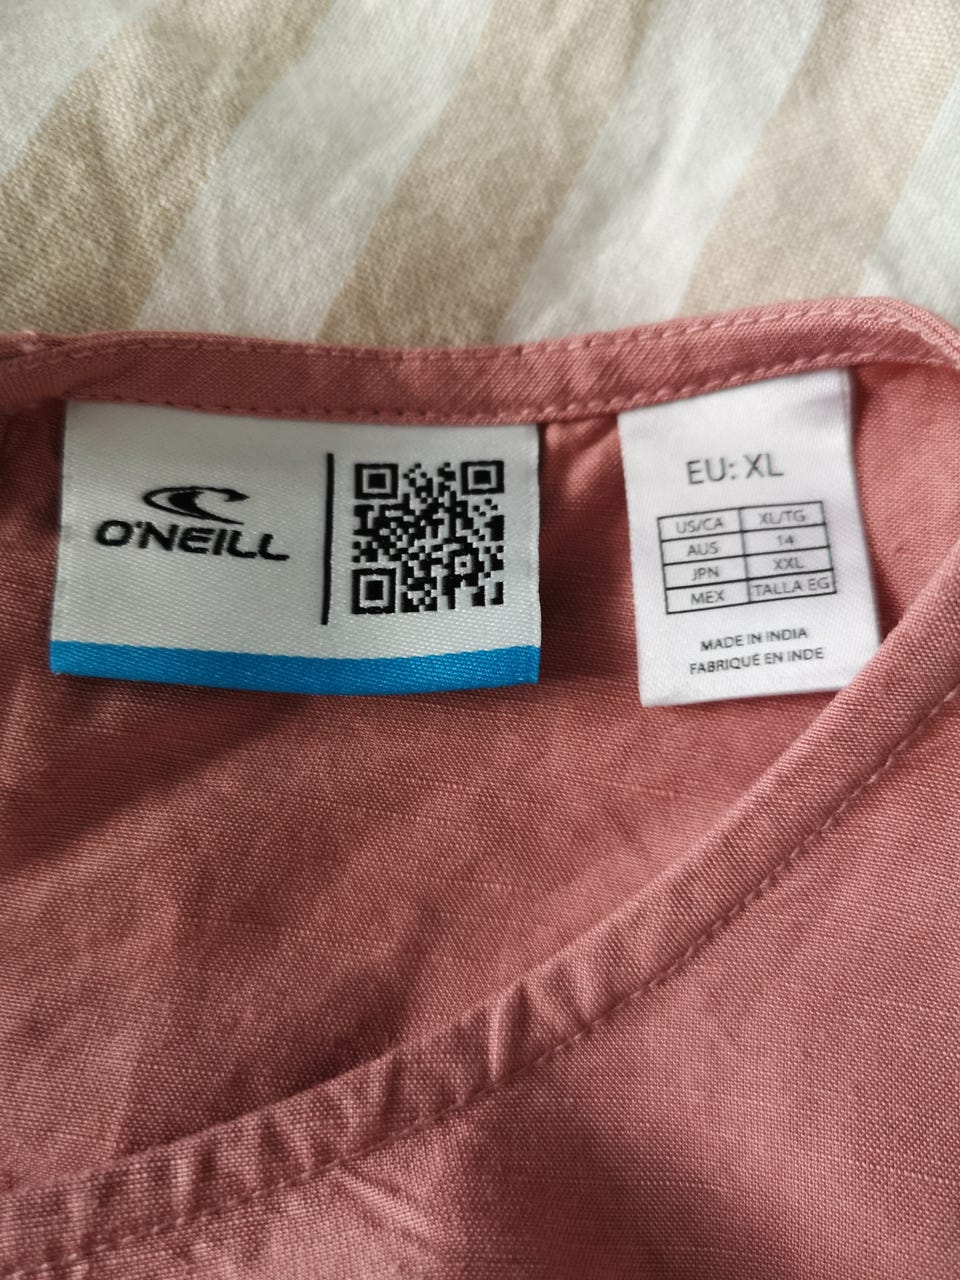 O'NEILL
EU: XL
US/CA XL/TG
AUS 14
JPN XXL
MEX TALLA EG
MADE IN INDIA
FABRIQUÉ EN INDE